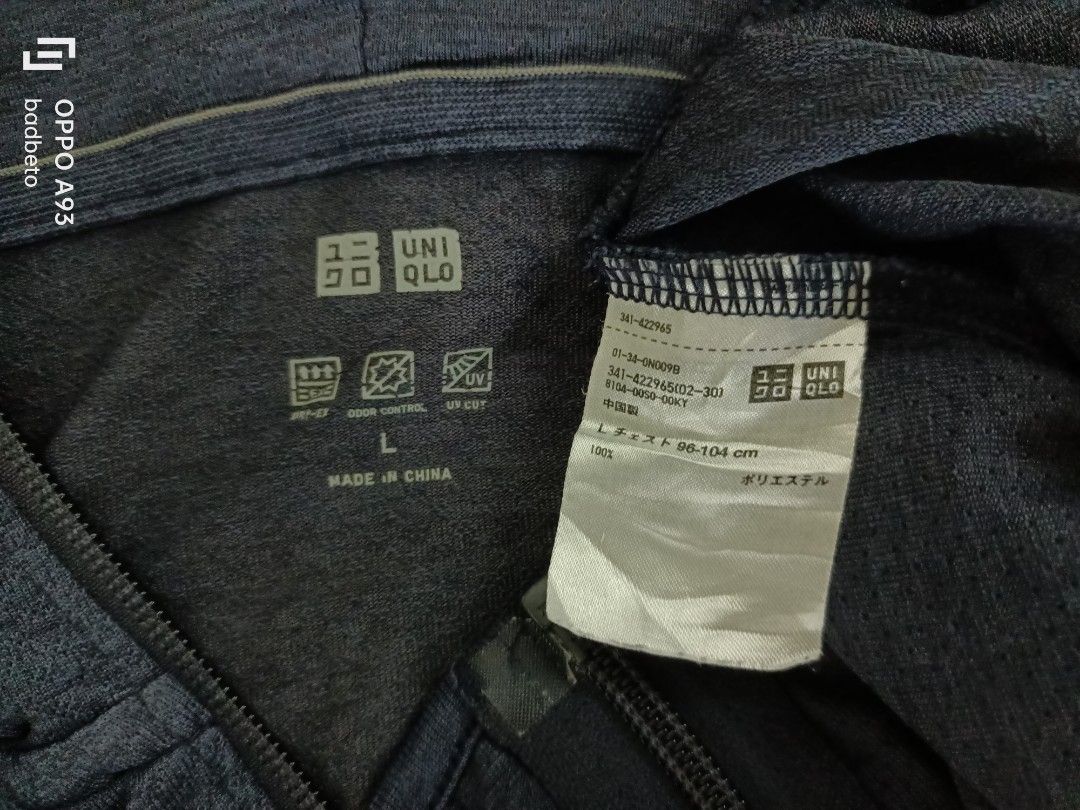 OPPO A93
badbeto
ユニ
クロ
UNI
QLO
DRY-EX
ODOR CONTROL
UV
UV CUT
L
MADE IN CHINA
341-422965
01-34-0N009B
341-422965(02-30)
8104-00S0-00KY
中国製
ユニ
クロ
UNI
QLO
L チェスト 96-104 cm
100%
ポリエステル